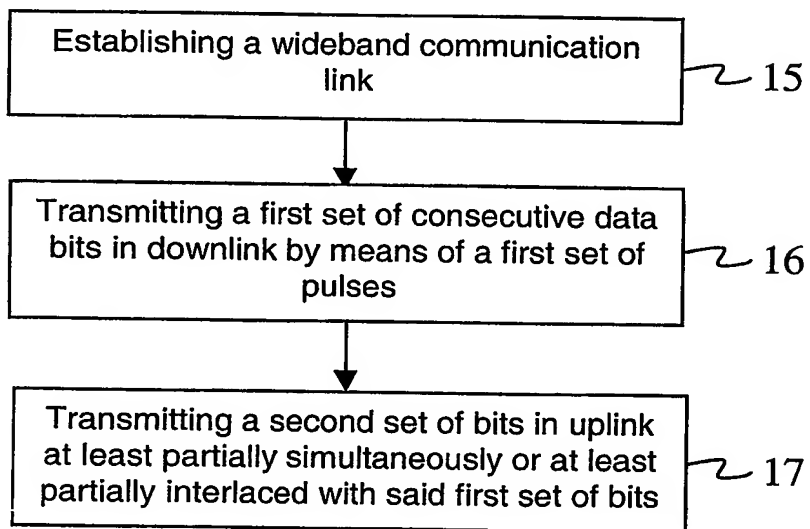 Establishing a wideband communication
link
15
Transmitting a first set of consecutive data
bits in downlink by means of a first set of
pulses
16
Transmitting a second set of bits in uplink
at least partially simultaneously or at least
partially interlaced with said first set of bits
17